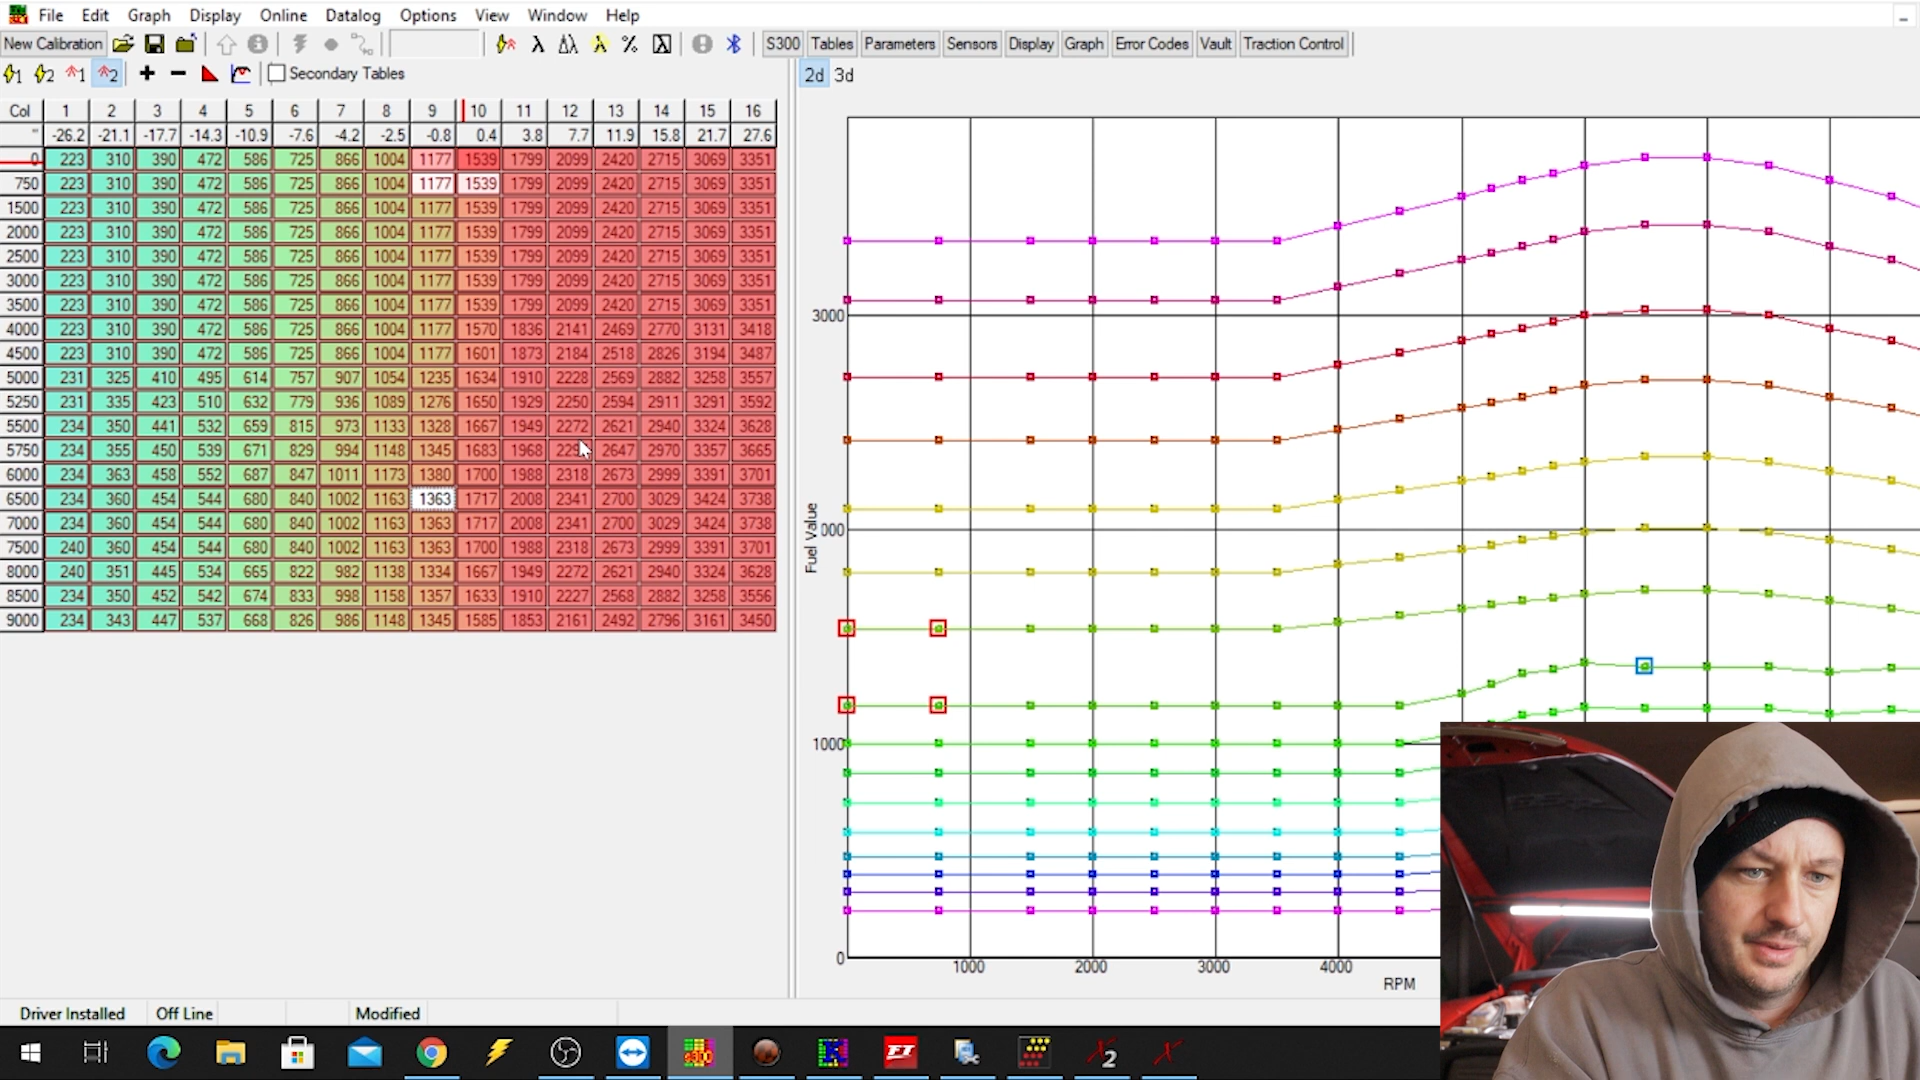 File Edit Graph Display Online Datalog Options View Window Help
New Calibration λ Δλ λ % S300 Tables Parameters Sensors Display Graph Error Codes Vault Traction Control
1 2 1 2 + − Secondary Tables 2d 3d
Col 1 2 3 4 5 6 7 8 9 10 11 12 13 14 15 16
" -26.2 -21.1 -17.7 -14.3 -10.9 -7.6 -4.2 -2.5 -0.8 0.4 3.8 7.7 11.9 15.8 21.7 27.6
0 223 310 390 472 586 725 866 1004 1177 1539 1799 2099 2420 2715 3069 3351
750 223 310 390 472 586 725 866 1004 1177 1539 1799 2099 2420 2715 3069 3351
1500 223 310 390 472 586 725 866 1004 1177 1539 1799 2099 2420 2715 3069 3351
2000 223 310 390 472 586 725 866 1004 1177 1539 1799 2099 2420 2715 3069 3351
2500 223 310 390 472 586 725 866 1004 1177 1539 1799 2099 2420 2715 3069 3351
3000 223 310 390 472 586 725 866 1004 1177 1539 1799 2099 2420 2715 3069 3351
3500 223 310 390 472 586 725 866 1004 1177 1539 1799 2099 2420 2715 3069 3351
4000 223 310 390 472 586 725 866 1004 1177 1570 1836 2141 2469 2770 3131 3418
4500 223 310 390 472 586 725 866 1004 1177 1601 1873 2184 2518 2826 3194 3487
5000 231 325 410 495 614 757 907 1054 1235 1634 1910 2228 2569 2882 3258 3557
5250 231 335 423 510 632 779 936 1089 1276 1650 1929 2250 2594 2911 3291 3592
5500 234 350 441 532 659 815 973 1133 1328 1667 1949 2272 2621 2940 3324 3628
5750 234 355 450 539 671 829 994 1148 1345 1683 1968 2647 2970 3357 3665
6000 234 363 458 552 687 847 1011 1173 1380 1700 1988 2318 2673 2999 3391 3701
6500 234 360 454 544 680 840 1002 1163 1363 1717 2008 2341 2700 3029 3424 3738
7000 234 360 454 544 680 840 1002 1163 1363 1717 2008 2341 2700 3029 3424 3738
7500 240 360 454 544 680 840 1002 1163 1363 1700 1988 2318 2673 2999 3391 3701
8000 240 351 445 534 665 822 982 1138 1334 1667 1949 2272 2621 2940 3324 3628
8500 234 350 452 542 674 833 998 1158 1357 1633 1910 2227 2568 2882 3258 3556
9000 234 343 447 537 668 826 986 1148 1345 1585 1853 2161 2492 2796 3161 3450
3000
000
1000
0
Fuel Value
1000 2000 3000 4000
RPM
Driver Installed Off Line Modified
s300 FT 2